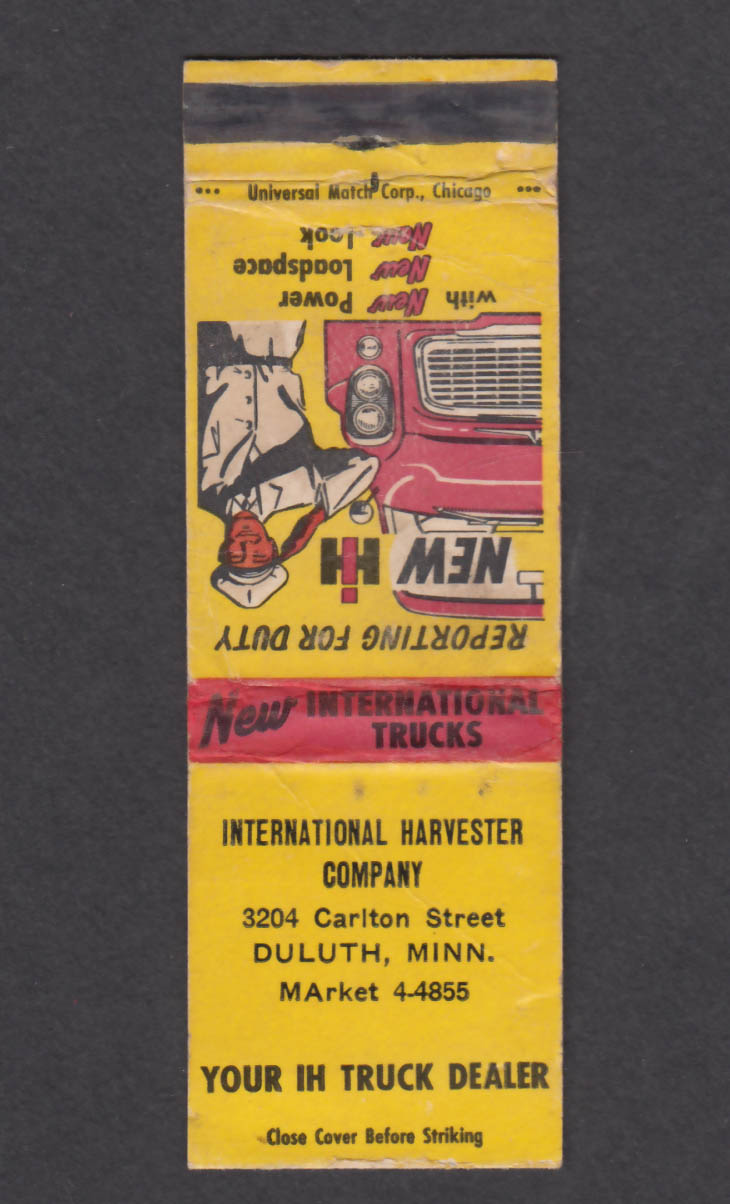 ••• Universal Match Corp., Chicago •••
REPORTING FOR DUTY
NEW IH
with New Power
New Loadspace
New Look
New INTERNATIONAL
TRUCKS
INTERNATIONAL HARVESTER
COMPANY
3204 Carlton Street
DULUTH, MINN.
MArket 4-4855
YOUR IH TRUCK DEALER
Close Cover Before Striking